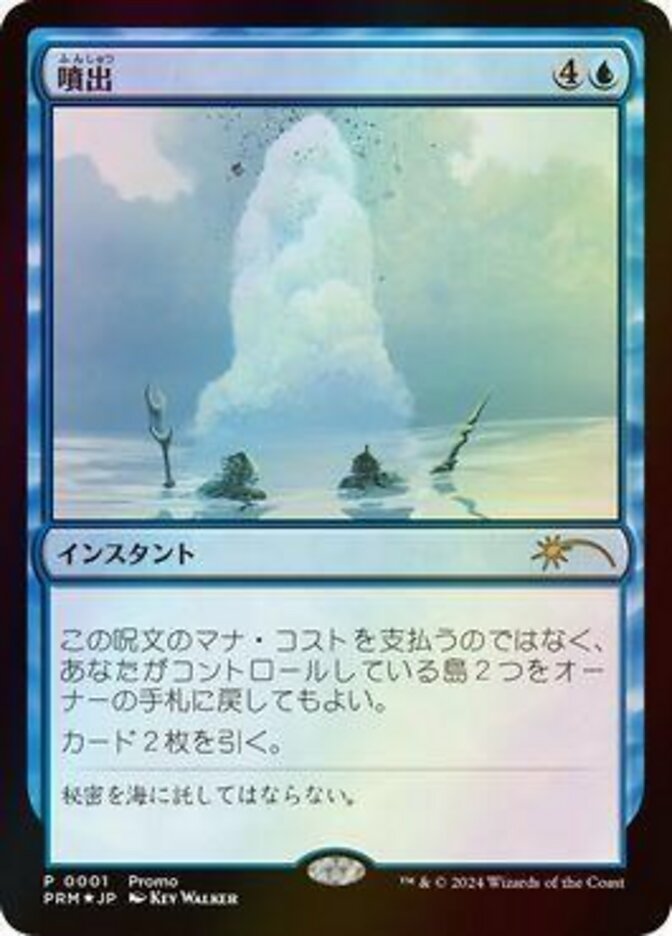 ふんしゅつ
噴出 4
インスタント
この呪文のマナ・コストを支払うのではなく、
あなたがコントロールしている島2つをオー
ナーの手札に戻してもよい。
カード2枚を引く。
秘密を海に託してはならない。
P 0001 Promo
PRM★JP Kev Walker
™ & © 2024 Wizards of the Coast